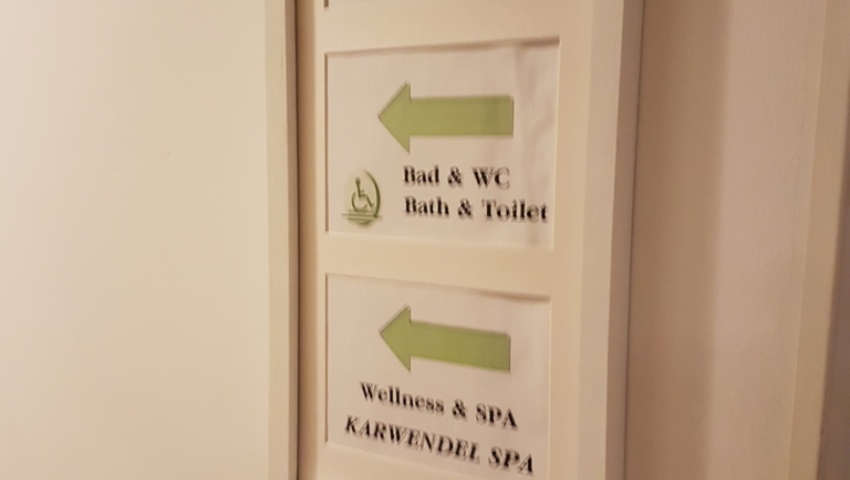 Bad & WC
Bath & Toilet
Wellness & SPA
KARWENDEL SPA